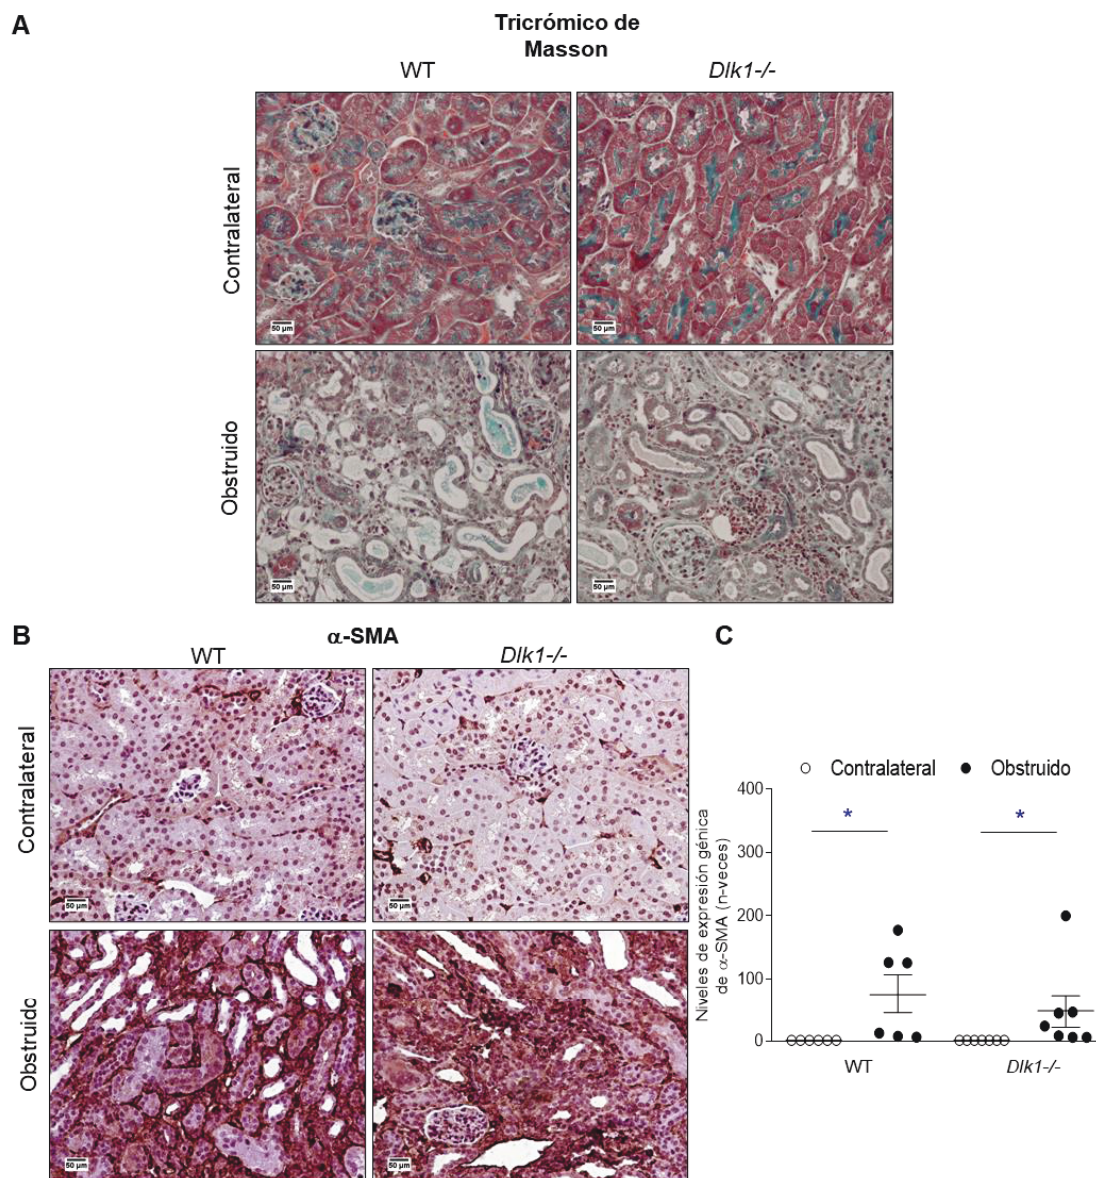 A
Tricrómico de
Masson
WT
Dlk1-/-
Contralateral
50 µm
50 µm
Obstruido
50 µm
50 µm
B
α-SMA
WT
Dlk1-/-
Contralateral
50 µm
50 µm
Obstruido
50 µm
50 µm
C
Contralateral
Obstruido
Niveles de expresión génica
de α-SMA (n-veces)
400
300
200
100
0
*
*
WT
Dlk1-/-